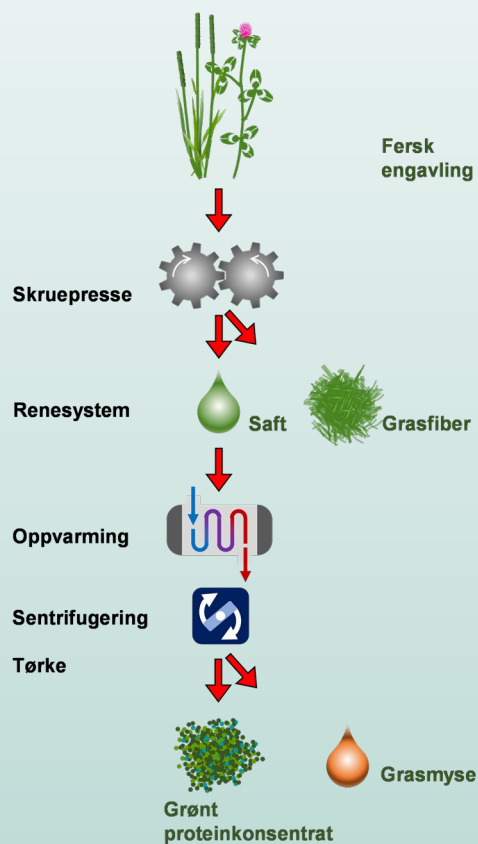 Fersk
engavling
Skruepresse
Renesystem
Saft
Grasfiber
Oppvarming
Sentrifugering
Tørke
Grasmyse
Grønt
proteinkonsentrat